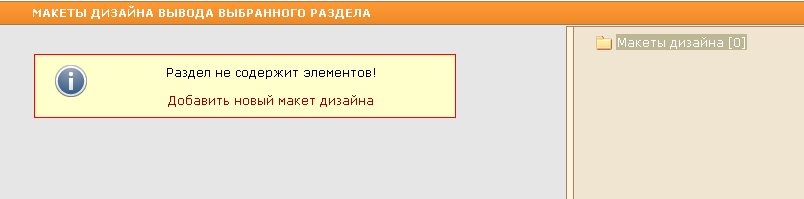 МАКЕТЫ ДИЗАЙНА ВЫВОДА ВЫБРАННОГО РАЗДЕЛА
Раздел не содержит элементов!
Добавить новый макет дизайна
Макеты дизайна [0]